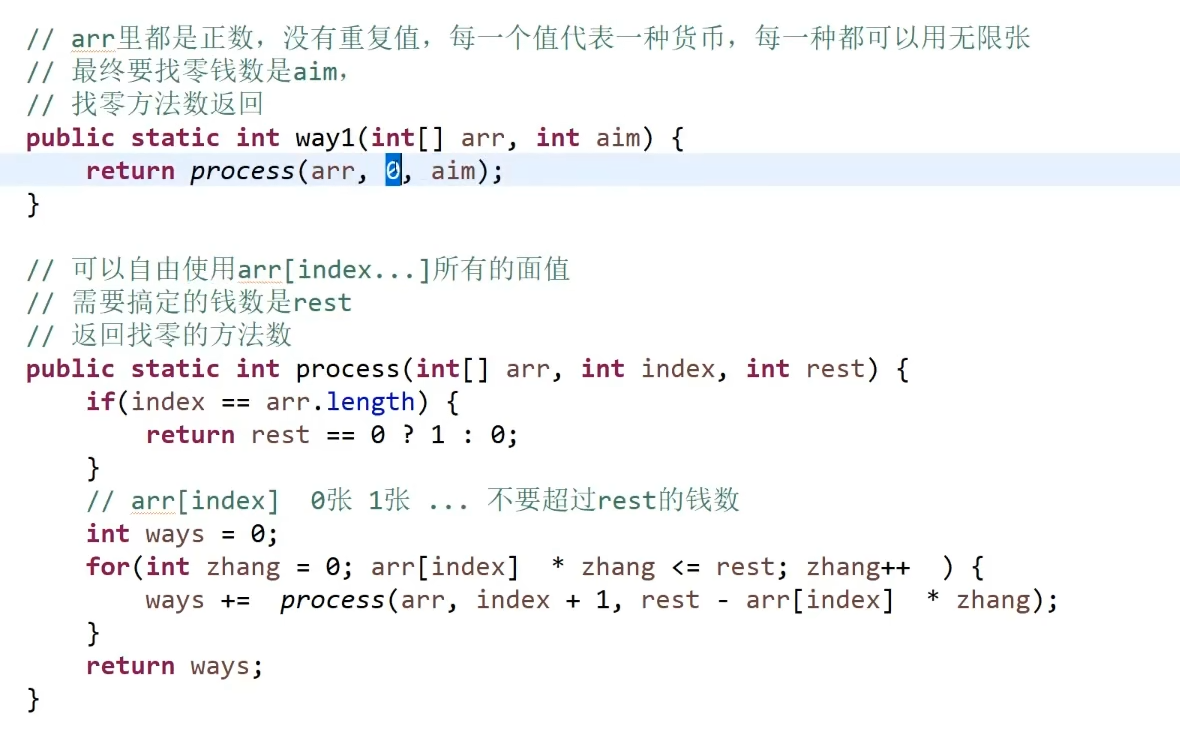 // arr里都是正数，没有重复值，每一个值代表一种货币，每一种都可以用无限张
// 最终要找零钱数是aim，
// 找零方法数返回
public static int way1(int[] arr, int aim) {
    return process(arr, 0, aim);
}
// 可以自由使用arr[index...]所有的面值
// 需要搞定的钱数是rest
// 返回找零的方法数
public static int process(int[] arr, int index, int rest) {
    if(index == arr.length) {
        return rest == 0 ? 1 : 0;
    }
    // arr[index]  0张 1张 ... 不要超过rest的钱数
    int ways = 0;
    for(int zhang = 0; arr[index]  * zhang <= rest; zhang++  ) {
        ways +=  process(arr, index + 1, rest - arr[index]  * zhang);
    }
    return ways;
}